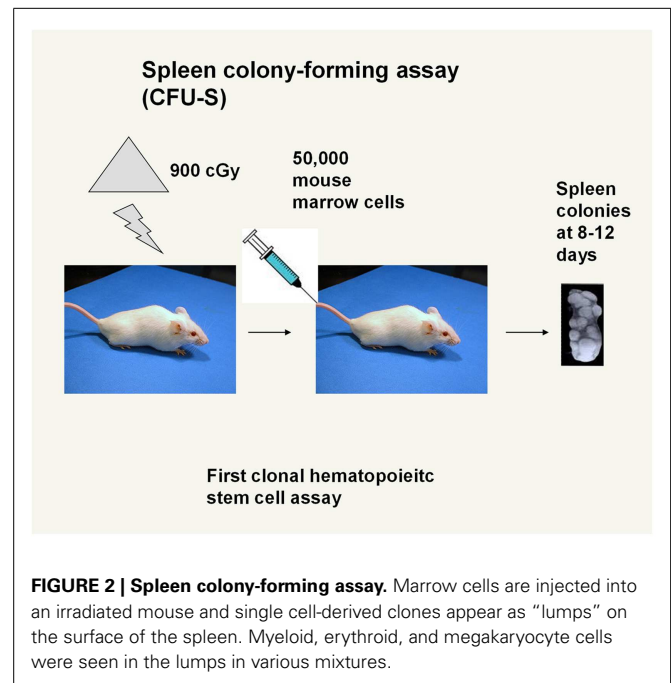 Spleen colony-forming assay
(CFU-S)
900 cGy
50,000
mouse
marrow cells
Spleen
colonies
at 8-12
days
First clonal hematopoieitc
stem cell assay
FIGURE 2 | Spleen colony-forming assay. Marrow cells are injected into
an irradiated mouse and single cell-derived clones appear as “lumps” on
the surface of the spleen. Myeloid, erythroid, and megakaryocyte cells
were seen in the lumps in various mixtures.